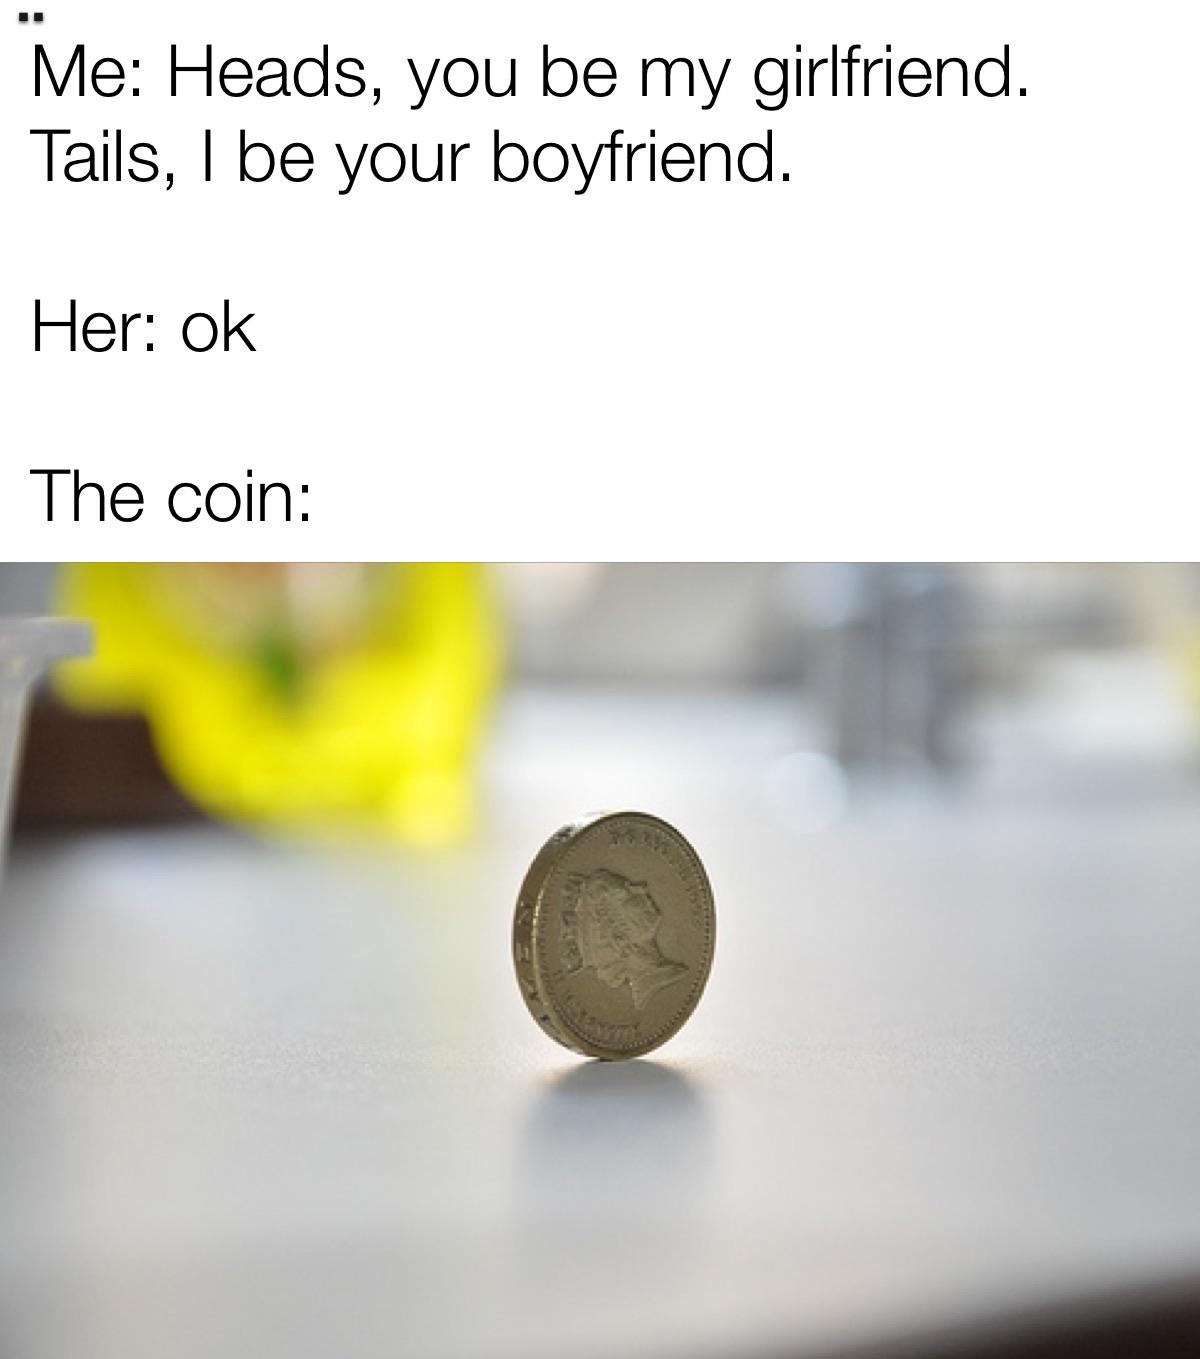 Me: Heads, you be my girlfriend.
Tails, I be your boyfriend.
Her: ok
The coin: